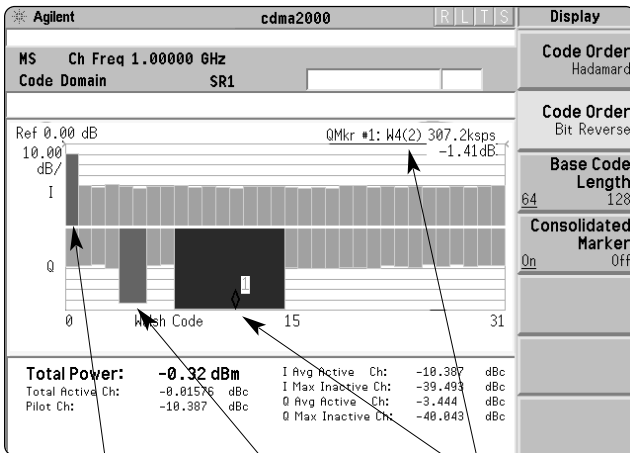 Agilent cdma2000 R L T S Display
MS Ch Freq 1.00000 GHz
Code Domain SR1
Code Order
Hadamard
Code Order
Bit Reverse
Base Code
Length
64 128
Consolidated
Marker
On Off
Ref 0.00 dB QMkr #1: W4(2) 307.2ksps
10.00 -1.41dB.
dB/
I
Q
1
0 Walsh Code 15 31
Total Power: -0.32 dBm
Total Active Ch: -0.01576 dBc
Pilot Ch: -10.387 dBc
I Avg Active Ch: -10.387 dBc
I Max Inactive Ch: -39.493 dBc
Q Avg Active Ch: -3.444 dBc
Q Max Inactive Ch: -40.043 dBc